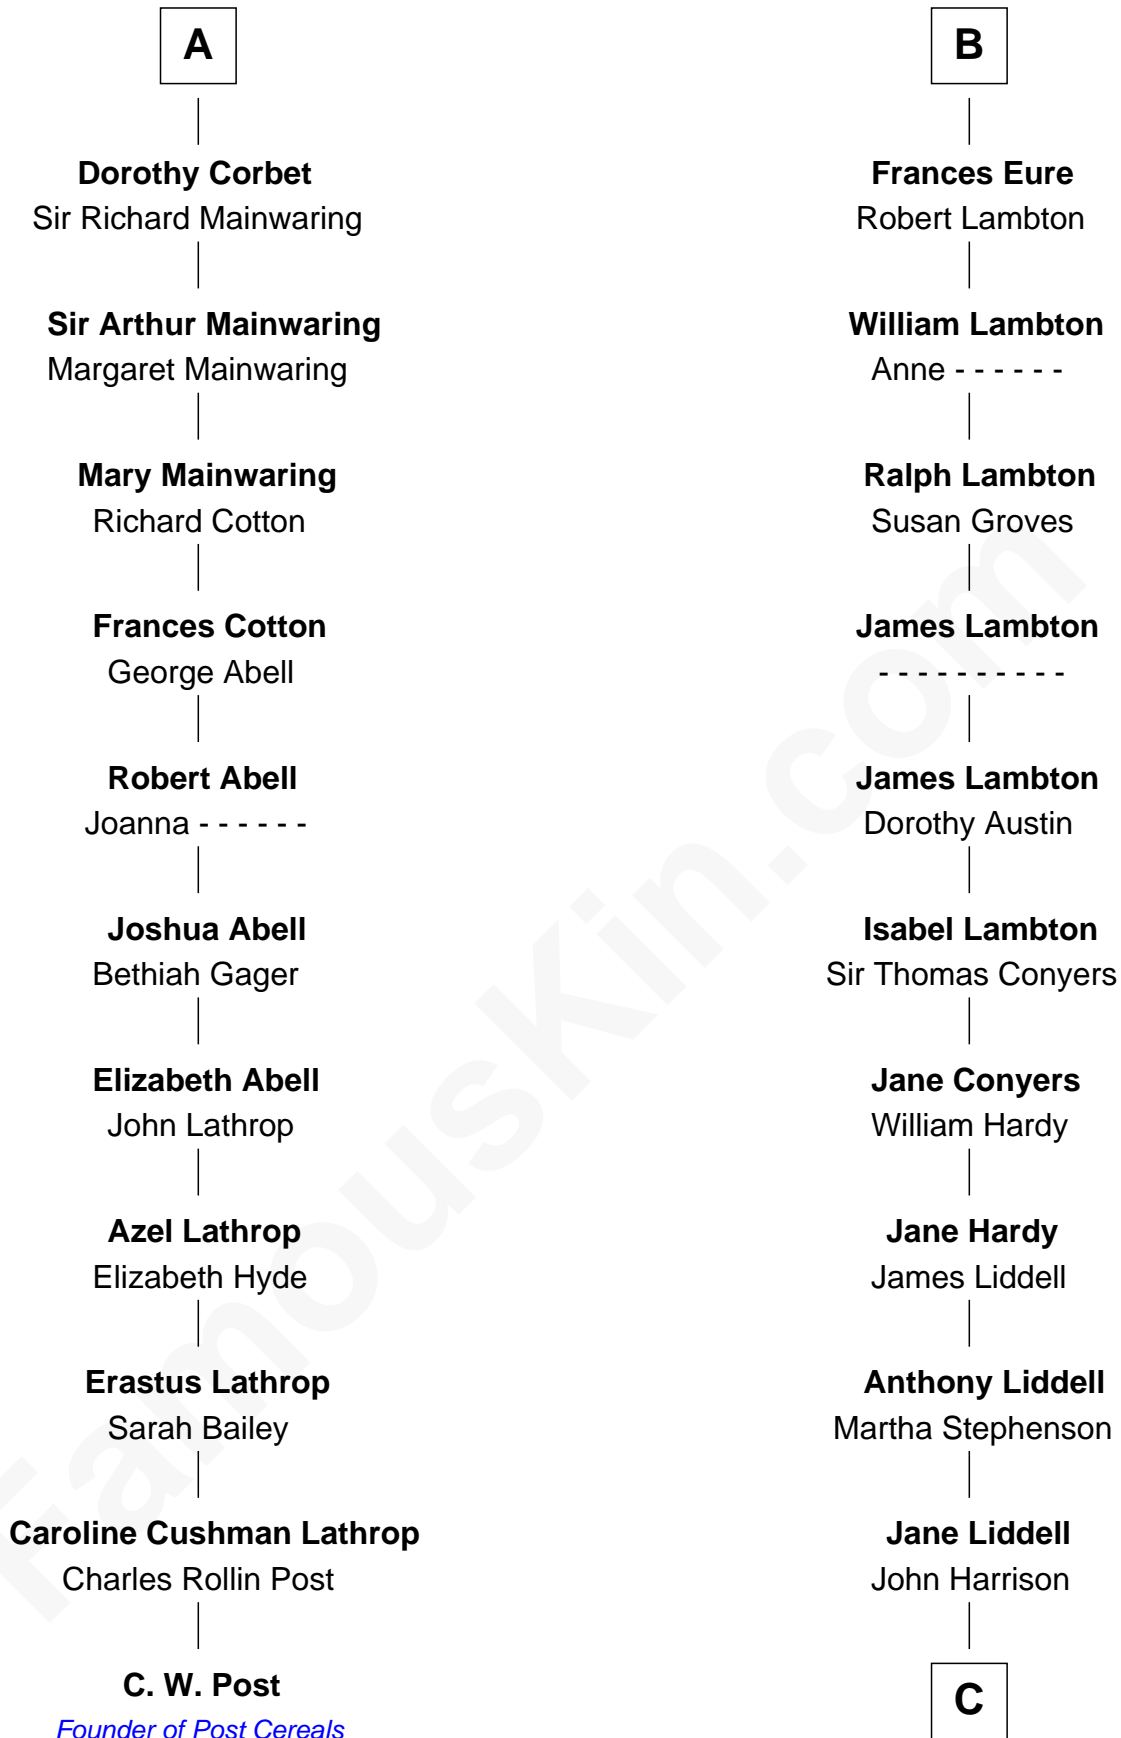 A
Dorothy Corbet
Sir Richard Mainwaring
Sir Arthur Mainwaring
Margaret Mainwaring
Mary Mainwaring
Richard Cotton
Frances Cotton
George Abell
Robert Abell
Joanna - - - - - -
Joshua Abell
Bethiah Gager
Elizabeth Abell
John Lathrop
Azel Lathrop
Elizabeth Hyde
Erastus Lathrop
Sarah Bailey
Caroline Cushman Lathrop
Charles Rollin Post
C. W. Post
Founder of Post Cereals
B
Frances Eure
Robert Lambton
William Lambton
Anne - - - - - -
Ralph Lambton
Susan Groves
James Lambton
- - - - - - - - - -
James Lambton
Dorothy Austin
Isabel Lambton
Sir Thomas Conyers
Jane Conyers
William Hardy
Jane Hardy
James Liddell
Anthony Liddell
Martha Stephenson
Jane Liddell
John Harrison
C
FamousKin.com